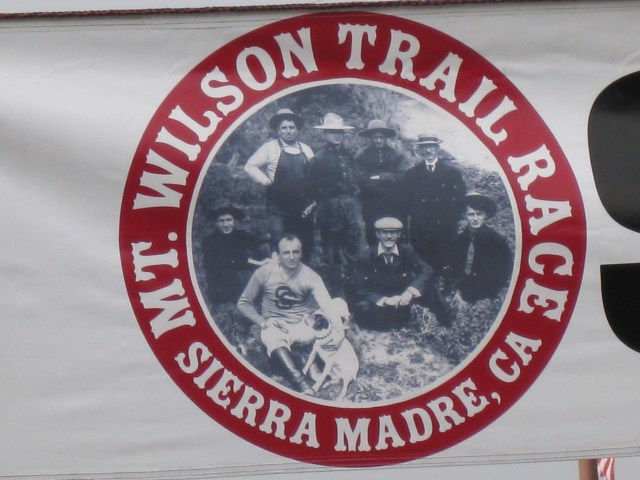 MT. WILSON TRAIL RACE
SIERRA MADRE, CA